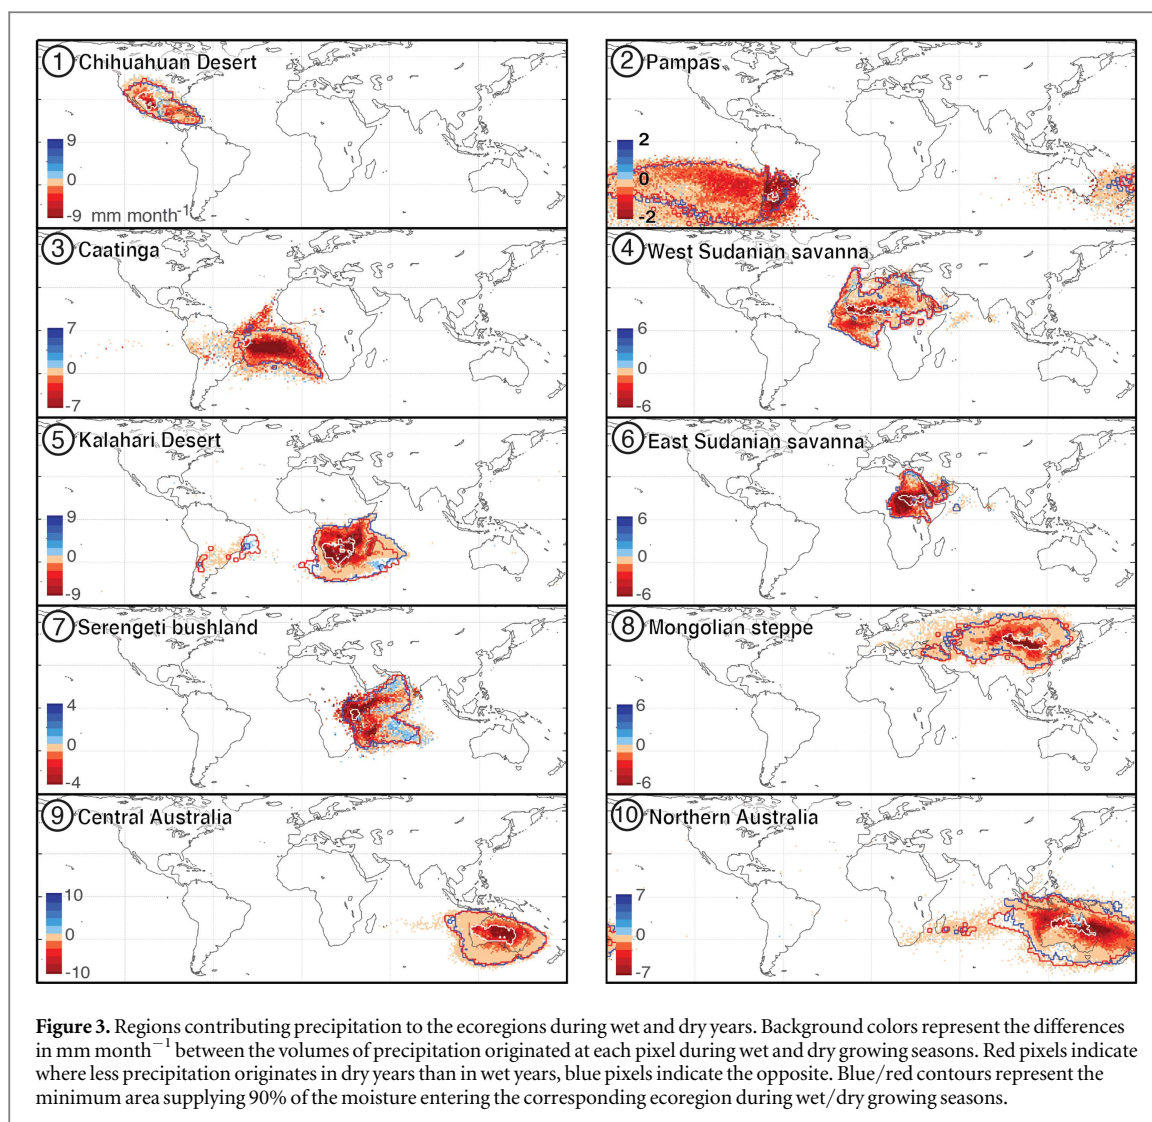 1 Chihuahuan Desert
9
0
-9 mm month⁻¹
2 Pampas
2
0
-2
3 Caatinga
7
0
-7
4 West Sudanian savanna
6
0
-6
5 Kalahari Desert
9
0
-9
6 East Sudanian savanna
6
0
-6
7 Serengeti bushland
4
0
-4
8 Mongolian steppe
6
0
-6
9 Central Australia
10
0
-10
10 Northern Australia
7
0
-7
Figure 3. Regions contributing precipitation to the ecoregions during wet and dry years. Background colors represent the differences
in mm month⁻¹ between the volumes of precipitation originated at each pixel during wet and dry growing seasons. Red pixels indicate
where less precipitation originates in dry years than in wet years, blue pixels indicate the opposite. Blue/red contours represent the
minimum area supplying 90% of the moisture entering the corresponding ecoregion during wet/dry growing seasons.